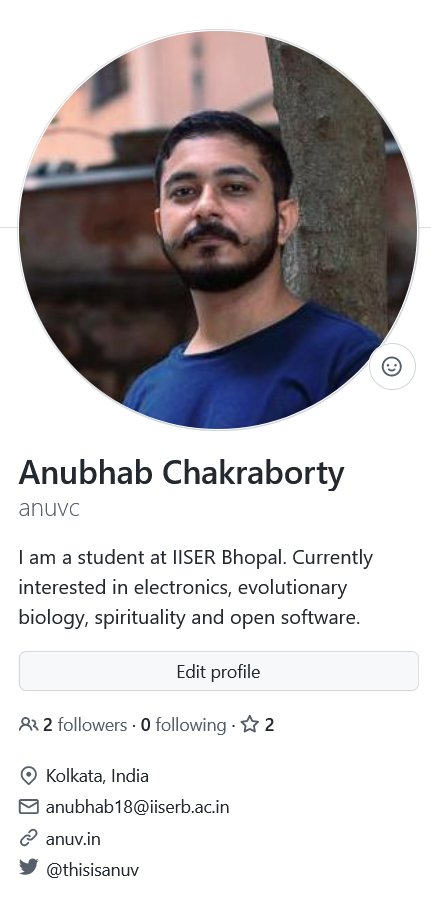 Anubhab Chakraborty
anuvc
I am a student at IISER Bhopal. Currently
interested in electronics, evolutionary
biology, spirituality and open software.
Edit profile
2 followers · 0 following · 2
Kolkata, India
anubhab18@iiserb.ac.in
anuv.in
@thisisanuv